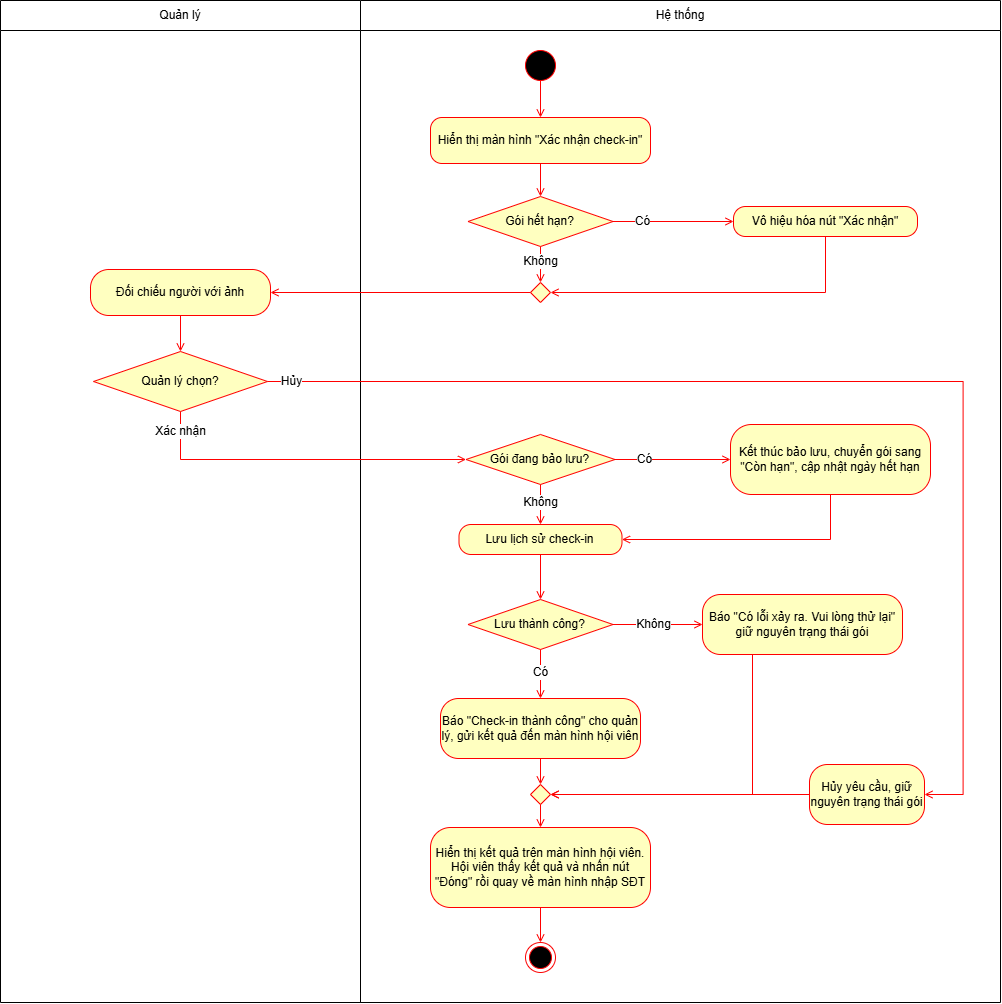 Quản lý
Hệ thống
Hiển thị màn hình "Xác nhận check-in"
Gói hết hạn?
Có
Vô hiệu hóa nút "Xác nhận"
Không
Đối chiếu người với ảnh
Quản lý chọn?
Hủy
Xác nhận
Gói đang bảo lưu?
Có
Kết thúc bảo lưu, chuyển gói sang
"Còn hạn", cập nhật ngày hết hạn
Không
Lưu lịch sử check-in
Lưu thành công?
Không
Báo "Có lỗi xảy ra. Vui lòng thử lại"
giữ nguyên trạng thái gói
Có
Báo "Check-in thành công" cho quản
lý, gửi kết quả đến màn hình hội viên
Hủy yêu cầu, giữ
nguyên trạng thái gói
Hiển thị kết quả trên màn hình hội viên.
Hội viên thấy kết quả và nhấn nút
"Đóng" rồi quay về màn hình nhập SĐT